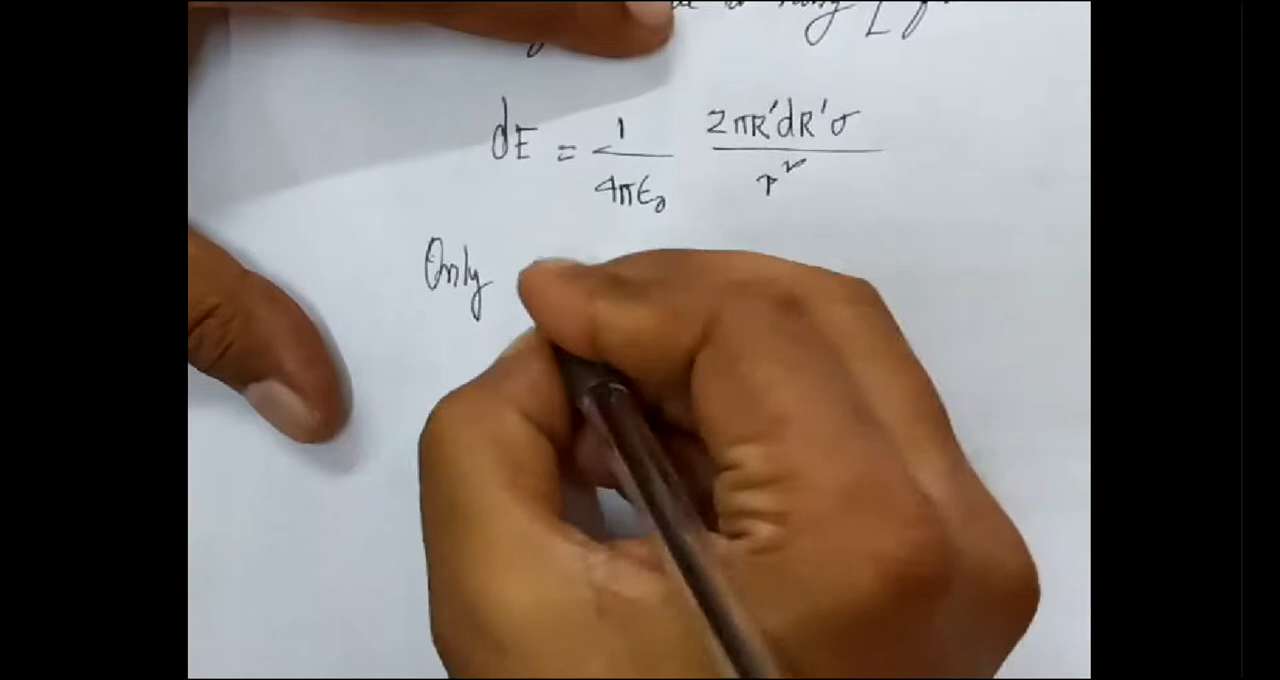 dE = 1/4πε₀ 2πR'dR'σ/r²
Only